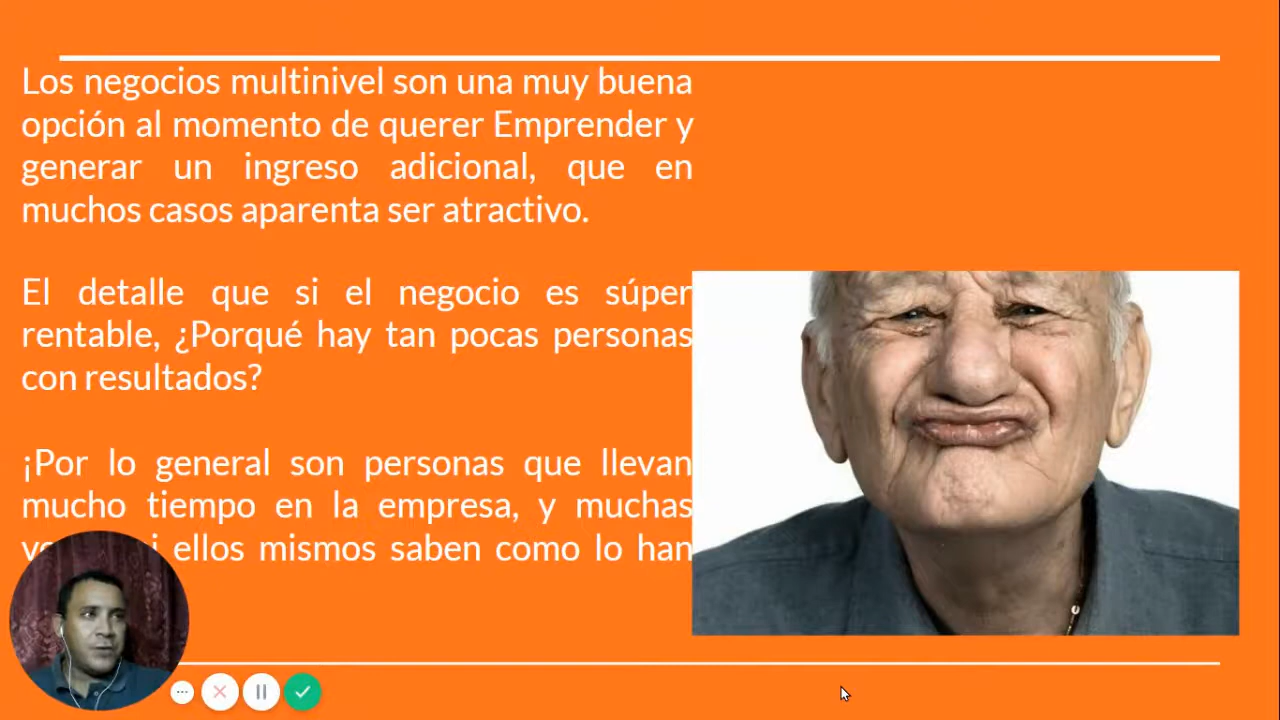 Los negocios multinivel son una muy buena
opción al momento de querer Emprender y
generar un ingreso adicional, que en
muchos casos aparenta ser atractivo.
El detalle que si el negocio es súper
rentable, ¿Porqué hay tan pocas personas
con resultados?
¡Por lo general son personas que llevan
mucho tiempo en la empresa, y muchas
ellos mismos saben como lo han